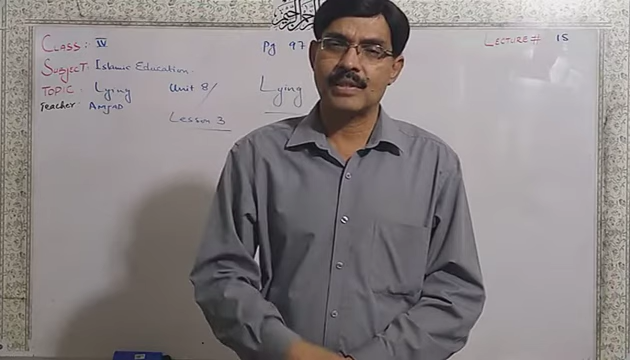 CLASS: IV
Pg 97
LECTURE# 15
SUBJECT: Islamic Education.
TOPIC: Lying
Unit 8/
Lying
Teacher: AMJAD
Lesson 3